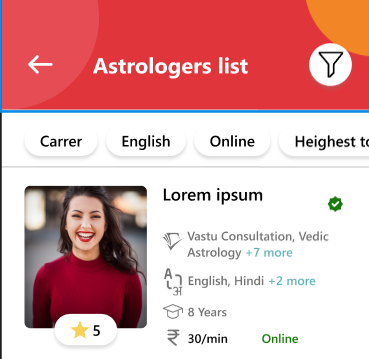 Astrologers list
Carrer English Online Heighest to
Lorem ipsum
Vastu Consultation, Vedic
Astrology +7 more
A अ English, Hindi +2 more
8 Years
₹ 30/min Online
5